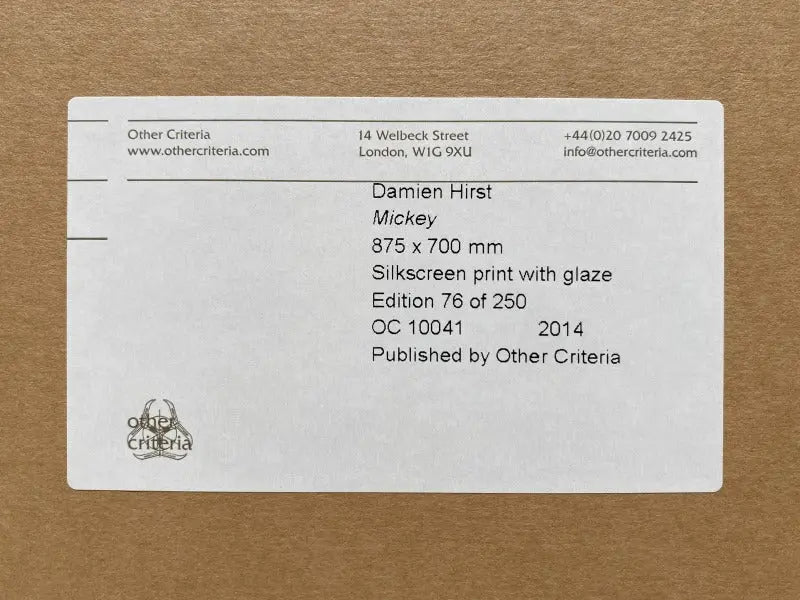 Other Criteria
www.othercriteria.com
14 Welbeck Street
London, W1G 9XU
+44(0)20 7009 2425
info@othercriteria.com
Damien Hirst
Mickey
875 x 700 mm
Silkscreen print with glaze
Edition 76 of 250
OC 10041 2014
Published by Other Criteria
other
criteria